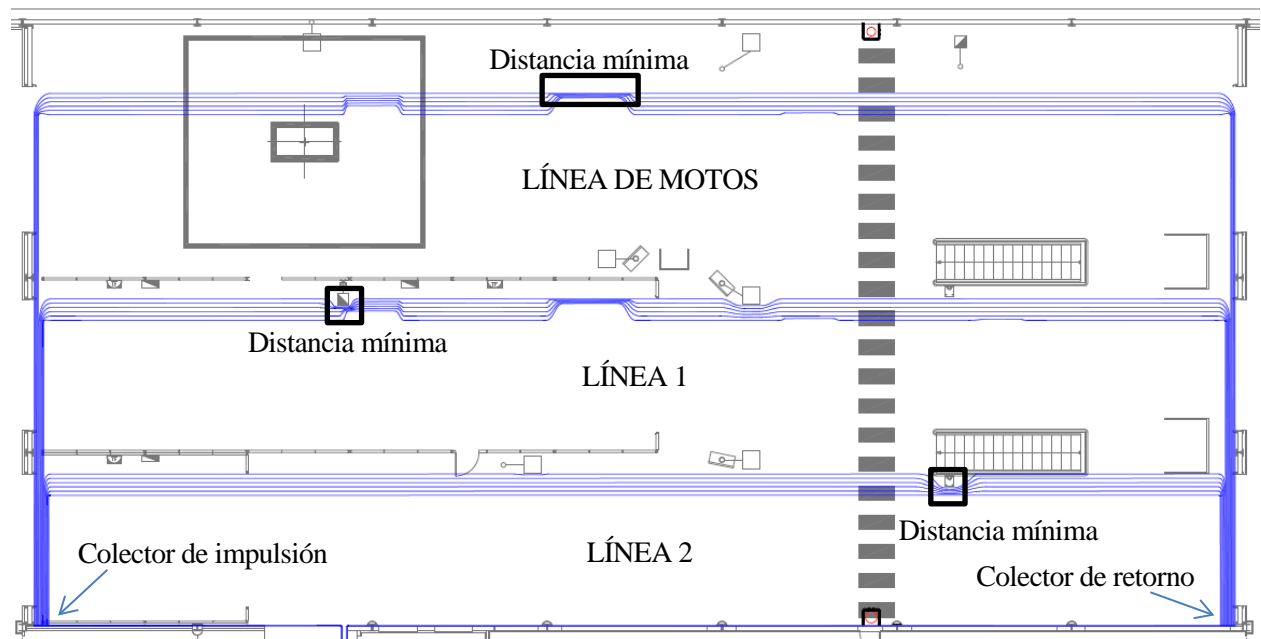 Distancia mínima
LÍNEA DE MOTOS
Distancia mínima
LÍNEA 1
Distancia mínima
Colector de impulsión
LÍNEA 2
Colector de retorno